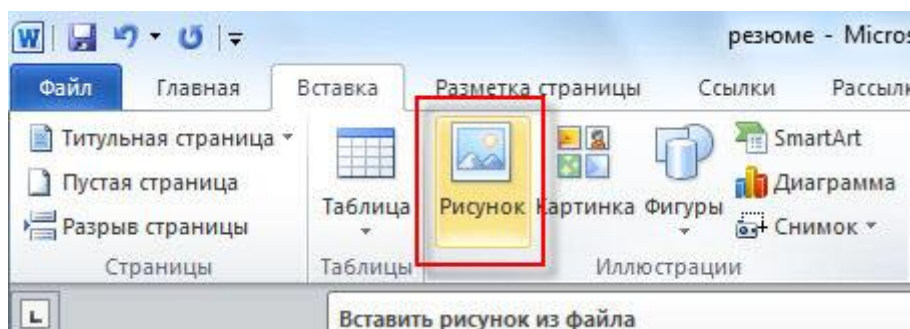 резюме - Micros
Файл Главная Вставка Разметка страницы Ссылки Рассылк
Титульная страница
Пустая страница
Разрыв страницы
Таблица
Рисунок
Картинка
Фигуры
SmartArt
Диаграмма
Снимок
Страницы Таблицы Иллюстрации
Вставить рисунок из файла